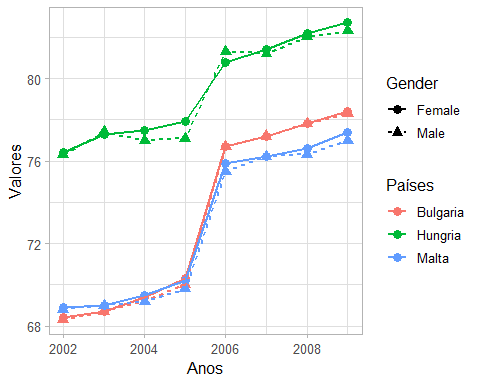 80
76
72
68
Valores
2002
2004
2006
2008
Anos
Gender
Female
Male
Países
Bulgaria
Hungria
Malta